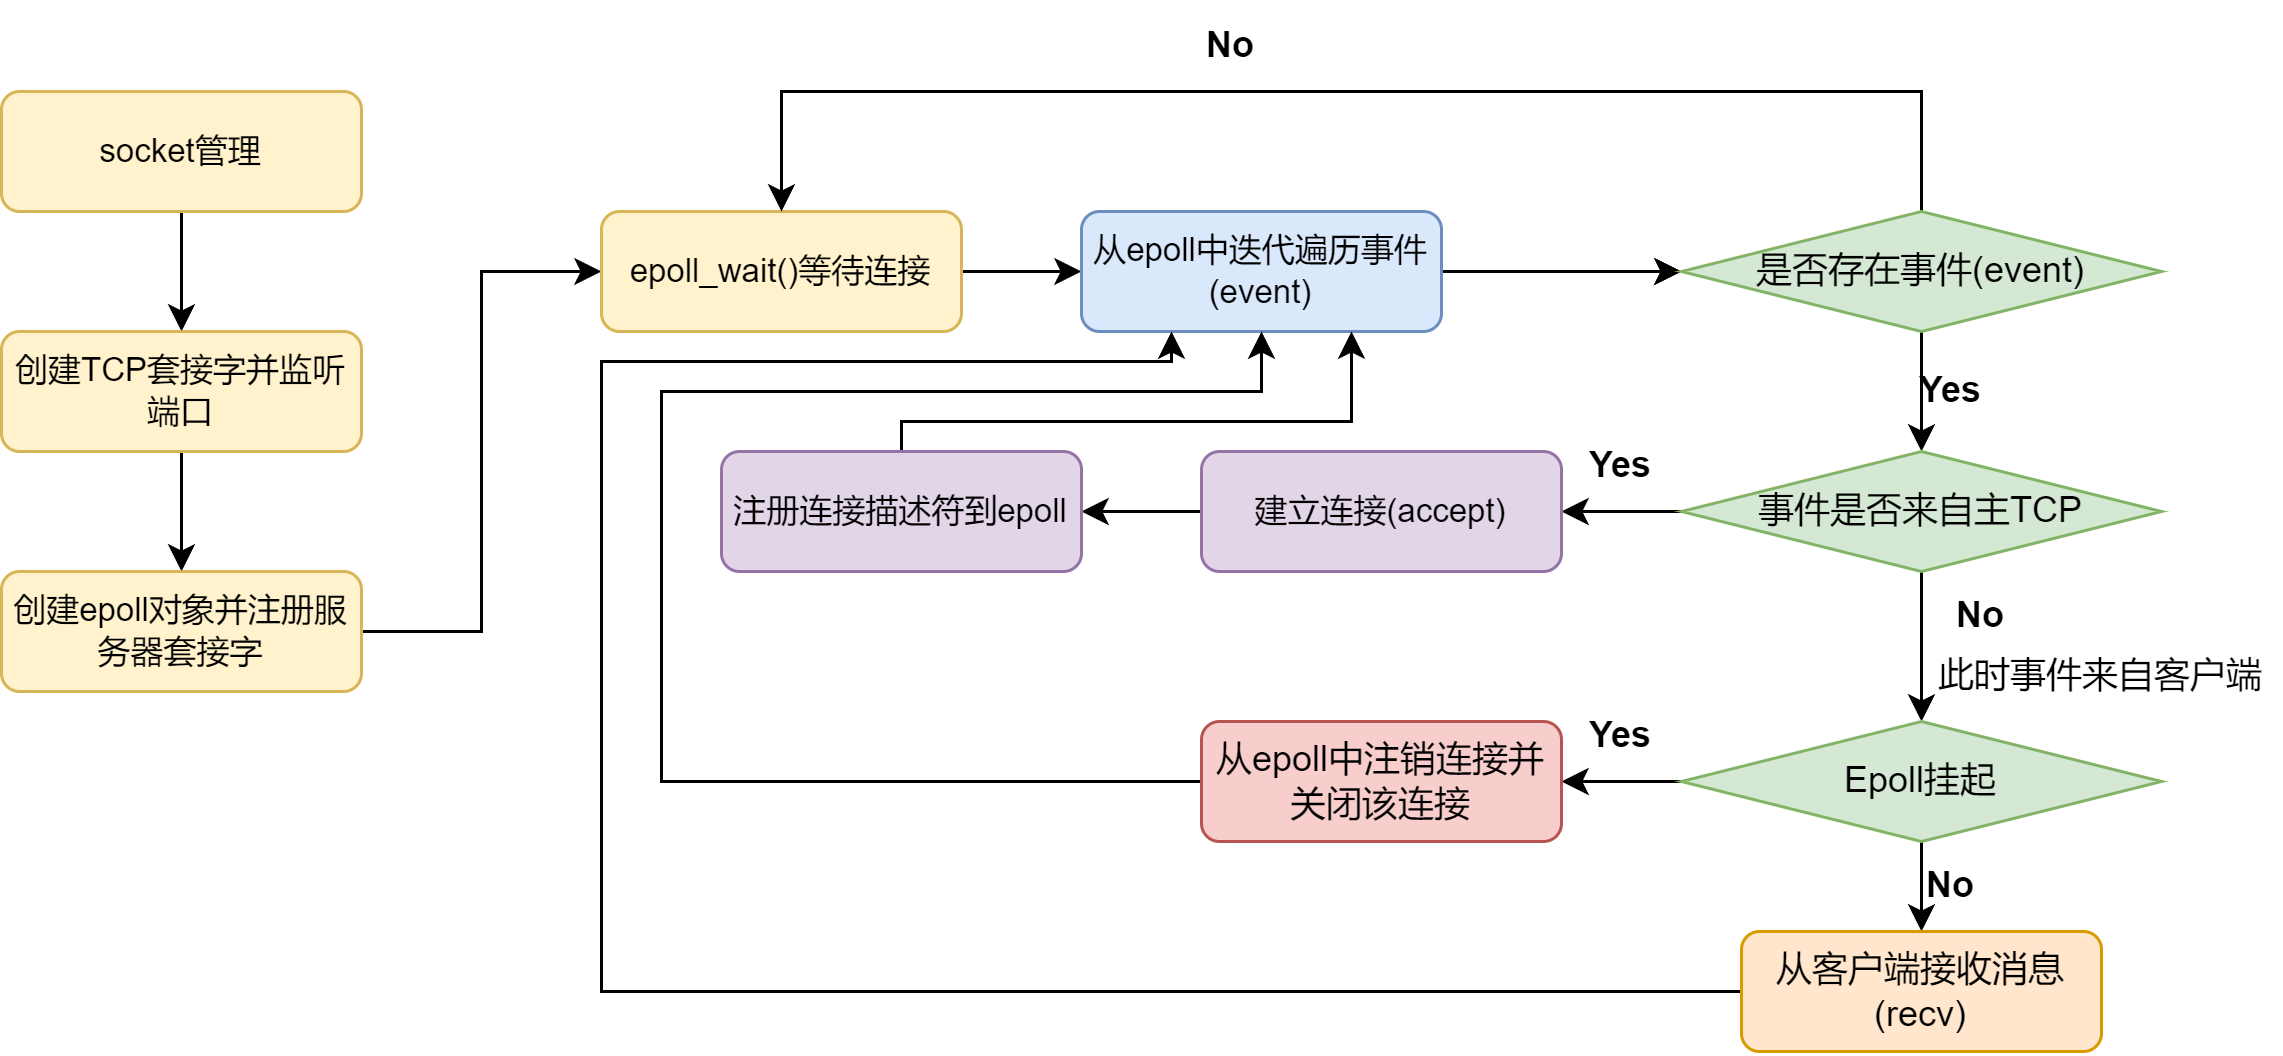 No
socket管理
epoll_wait()等待连接
从epoll中迭代遍历事件
(event)
是否存在事件(event)
Yes
创建TCP套接字并监听
端口
Yes
注册连接描述符到epoll
建立连接(accept)
事件是否来自主TCP
创建epoll对象并注册服
务器套接字
No
此时事件来自客户端
Yes
从epoll中注销连接并
关闭该连接
Epoll挂起
No
从客户端接收消息
(recv)